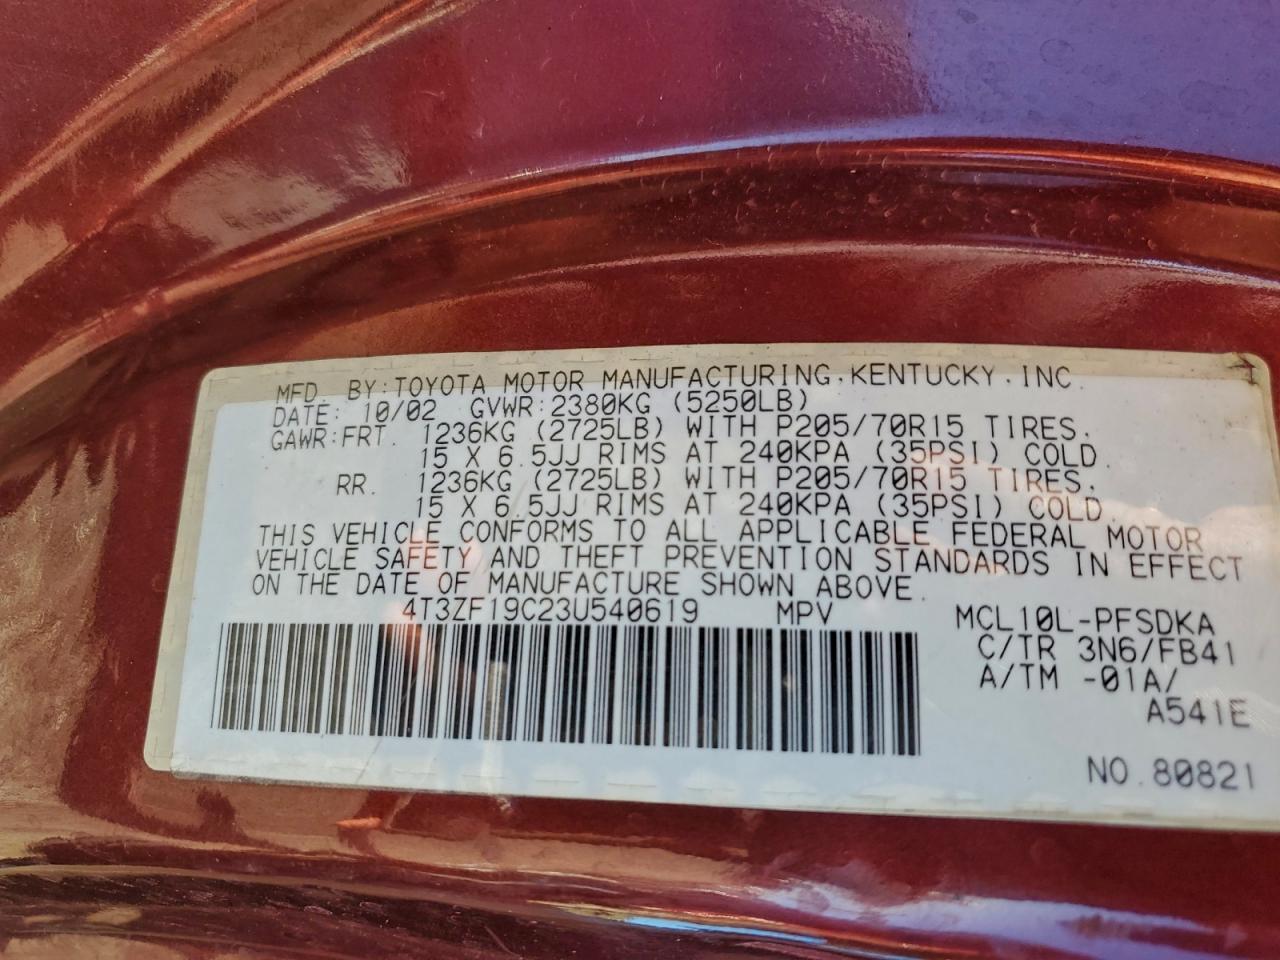 MFD. BY:TOYOTA MOTOR MANUFACTURING,KENTUCKY,INC.
DATE: 10/02 GVWR:2380KG (5250LB)
GAWR:FRT. 1236KG (2725LB) WITH P205/70R15 TIRES.
15 X 6.5JJ RIMS AT 240KPA (35PSI) COLD.
RR. 1236KG (2725LB) WITH P205/70R15 TIRES.
15 X 6.5JJ RIMS AT 240KPA (35PSI) COLD.
THIS VEHICLE CONFORMS TO ALL APPLICABLE FEDERAL MOTOR
VEHICLE SAFETY AND THEFT PREVENTION STANDARDS IN EFFECT
ON THE DATE OF MANUFACTURE SHOWN ABOVE.
4T3ZF19C23U540619 MPV MCL10L-PFSDKA
C/TR 3N6/FB41
A/TM -01A/
A541E
NO.80821